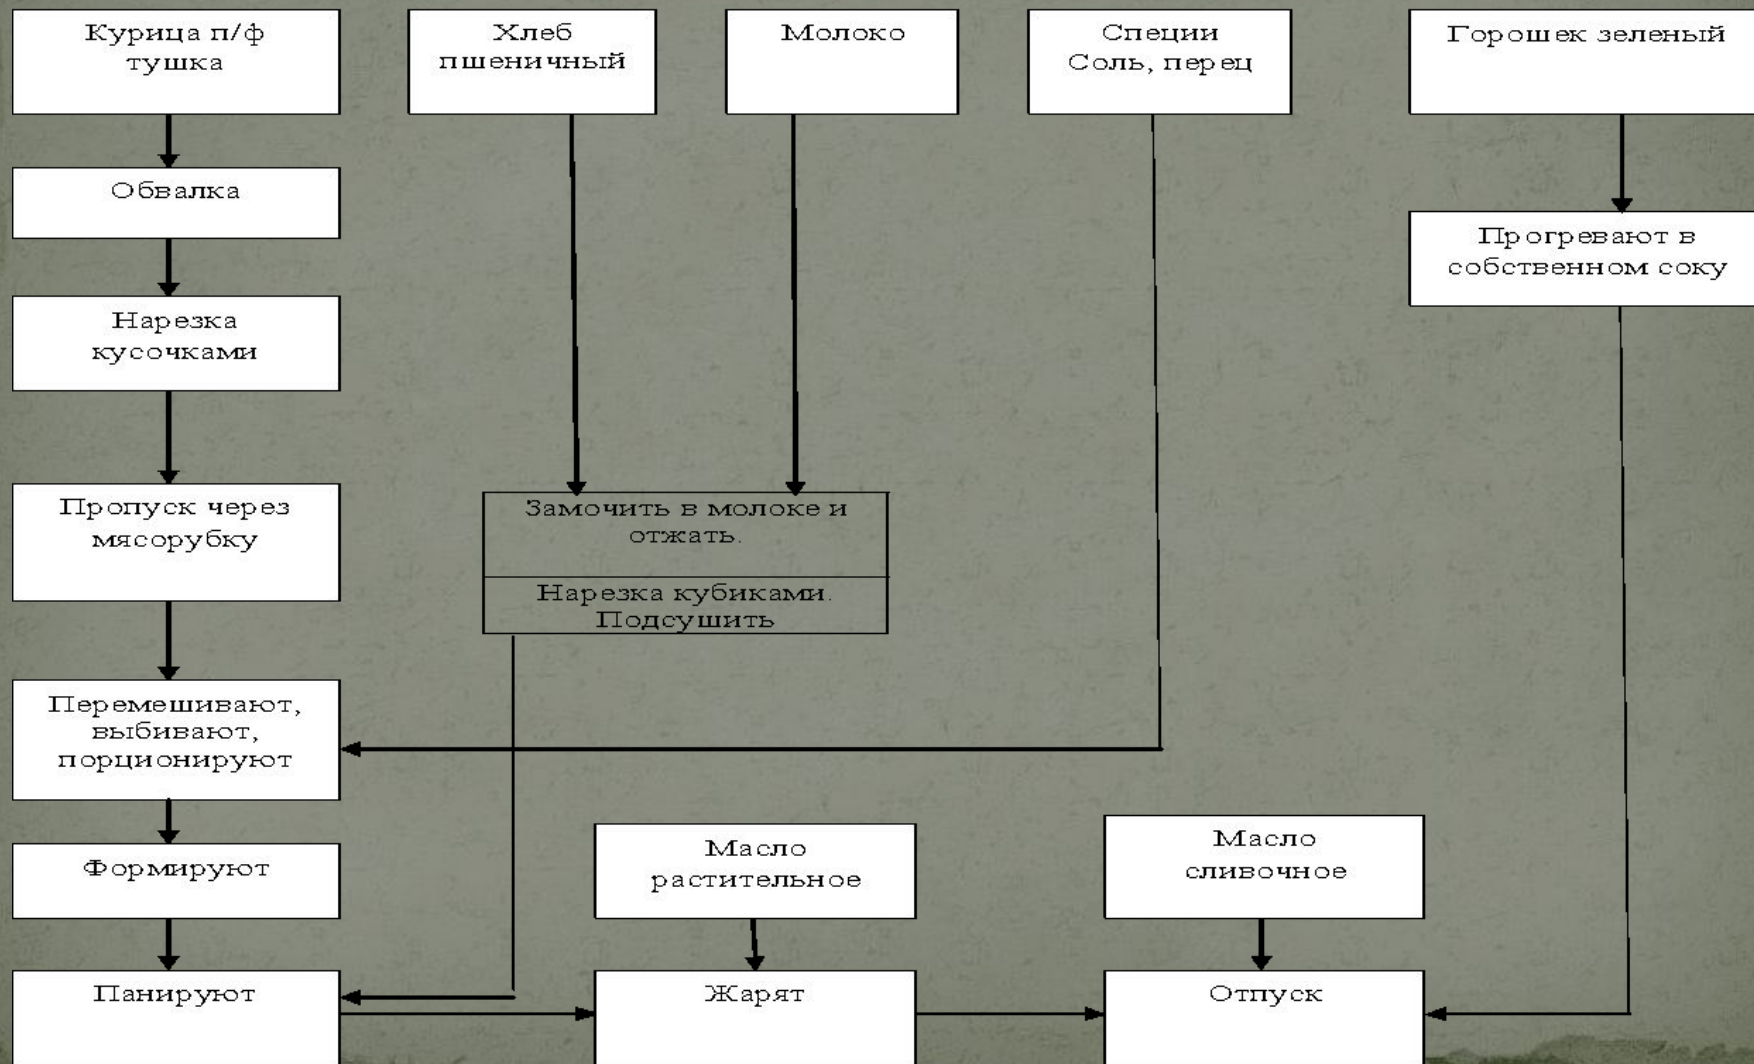 Курица п/ф
тушка
Хлеб
пшеничный
Молоко
Специи
Соль, перец
Горошек зеленый
Обвалка
Прогревают в
собственном соку
Нарезка
кусочками
Пропуск через
мясорубку
Замочить в молоке и
отжать.
Нарезка кубиками.
Подсушить
Перемешивают,
выбивают,
порционируют
Формируют
Масло
растительное
Масло
сливочное
Панируют
Жарят
Отпуск